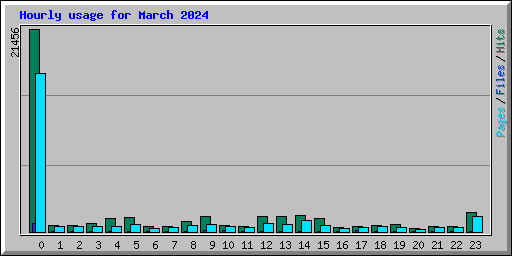 Hourly usage for March 2024
21456
Pages/Files/Hits
0 1 2 3 4 5 6 7 8 9 10 11 12 13 14 15 16 17 18 19 20 21 22 23